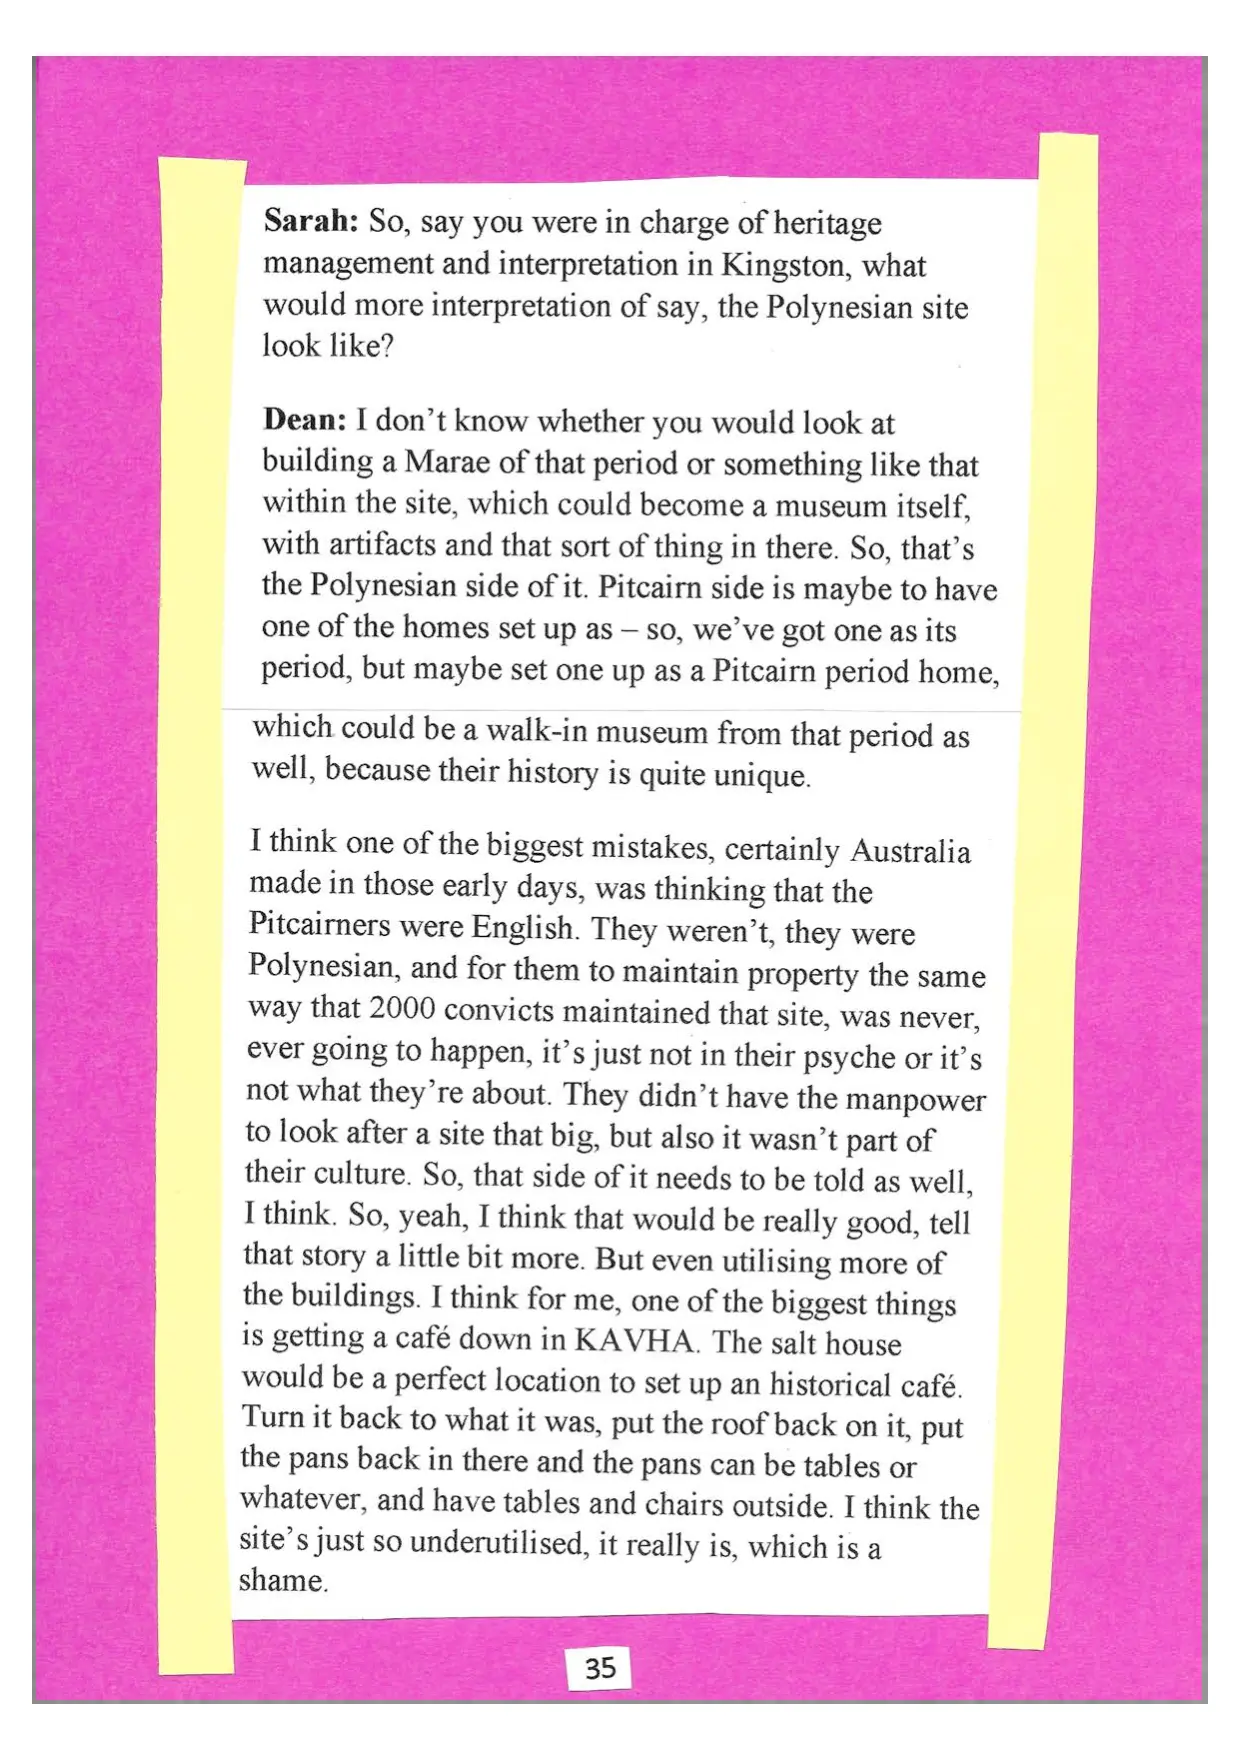 Sarah: So, say you were in charge of heritage
management and interpretation in Kingston, what
would more interpretation of say, the Polynesian site
look like?
Dean: I don’t know whether you would look at
building a Marae of that period or something like that
within the site, which could become a museum itself,
with artifacts and that sort of thing in there. So, that’s
the Polynesian side of it. Pitcairn side is maybe to have
one of the homes set up as – so, we’ve got one as its
period, but maybe set one up as a Pitcairn period home,
which could be a walk-in museum from that period as
well, because their history is quite unique.
I think one of the biggest mistakes, certainly Australia
made in those early days, was thinking that the
Pitcairners were English. They weren’t, they were
Polynesian, and for them to maintain property the same
way that 2000 convicts maintained that site, was never,
ever going to happen, it’s just not in their psyche or it’s
not what they’re about. They didn’t have the manpower
to look after a site that big, but also it wasn’t part of
their culture. So, that side of it needs to be told as well,
I think. So, yeah, I think that would be really good, tell
that story a little bit more. But even utilising more of
the buildings. I think for me, one of the biggest things
is getting a café down in KAVHA. The salt house
would be a perfect location to set up an historical café.
Turn it back to what it was, put the roof back on it, put
the pans back in there and the pans can be tables or
whatever, and have tables and chairs outside. I think the
site’s just so underutilised, it really is, which is a
shame.
35